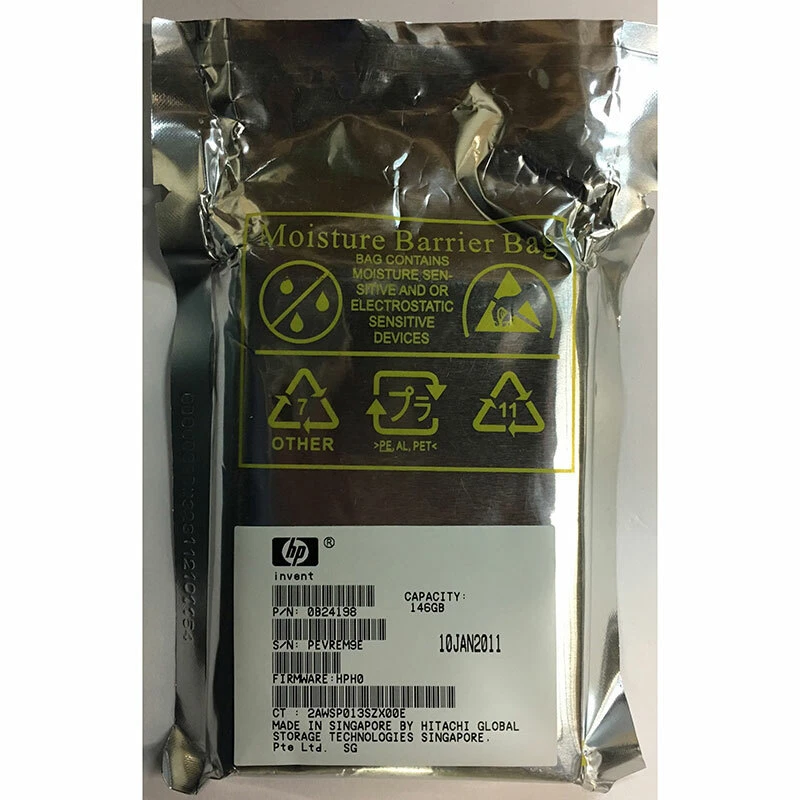 Moisture Barrier Bag
BAG CONTAINS
MOISTURE SEN-
SITIVE AND OR
ELECTROSTATIC
SENSITIVE
DEVICES
7
OTHER
プラ
>PE, AL, PET<
11
hp ®
invent
CAPACITY:
146GB
P/N: 0B24198
S/N: PEVREM9E
10JAN2011
FIRMWARE:HPH0
CT : 2AWSP013SZX00E
MADE IN SINGAPORE BY HITACHI GLOBAL
STORAGE TECHNOLOGIES SINGAPORE.
Pte Ltd. SG